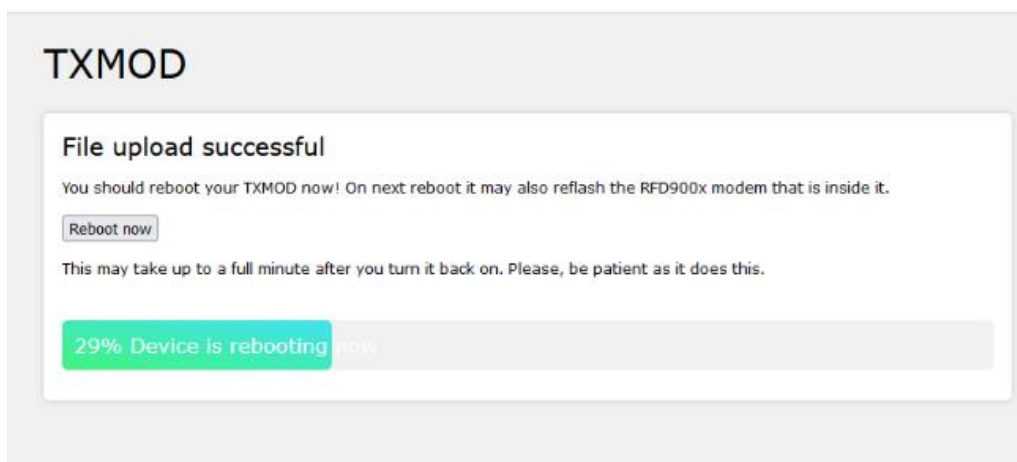 TXMOD
File upload successful
You should reboot your TXMOD now! On next reboot it may also reflash the RFD900x modem that is inside it.
Reboot now
This may take up to a full minute after you turn it back on. Please, be patient as it does this.
29% Device is rebooting now